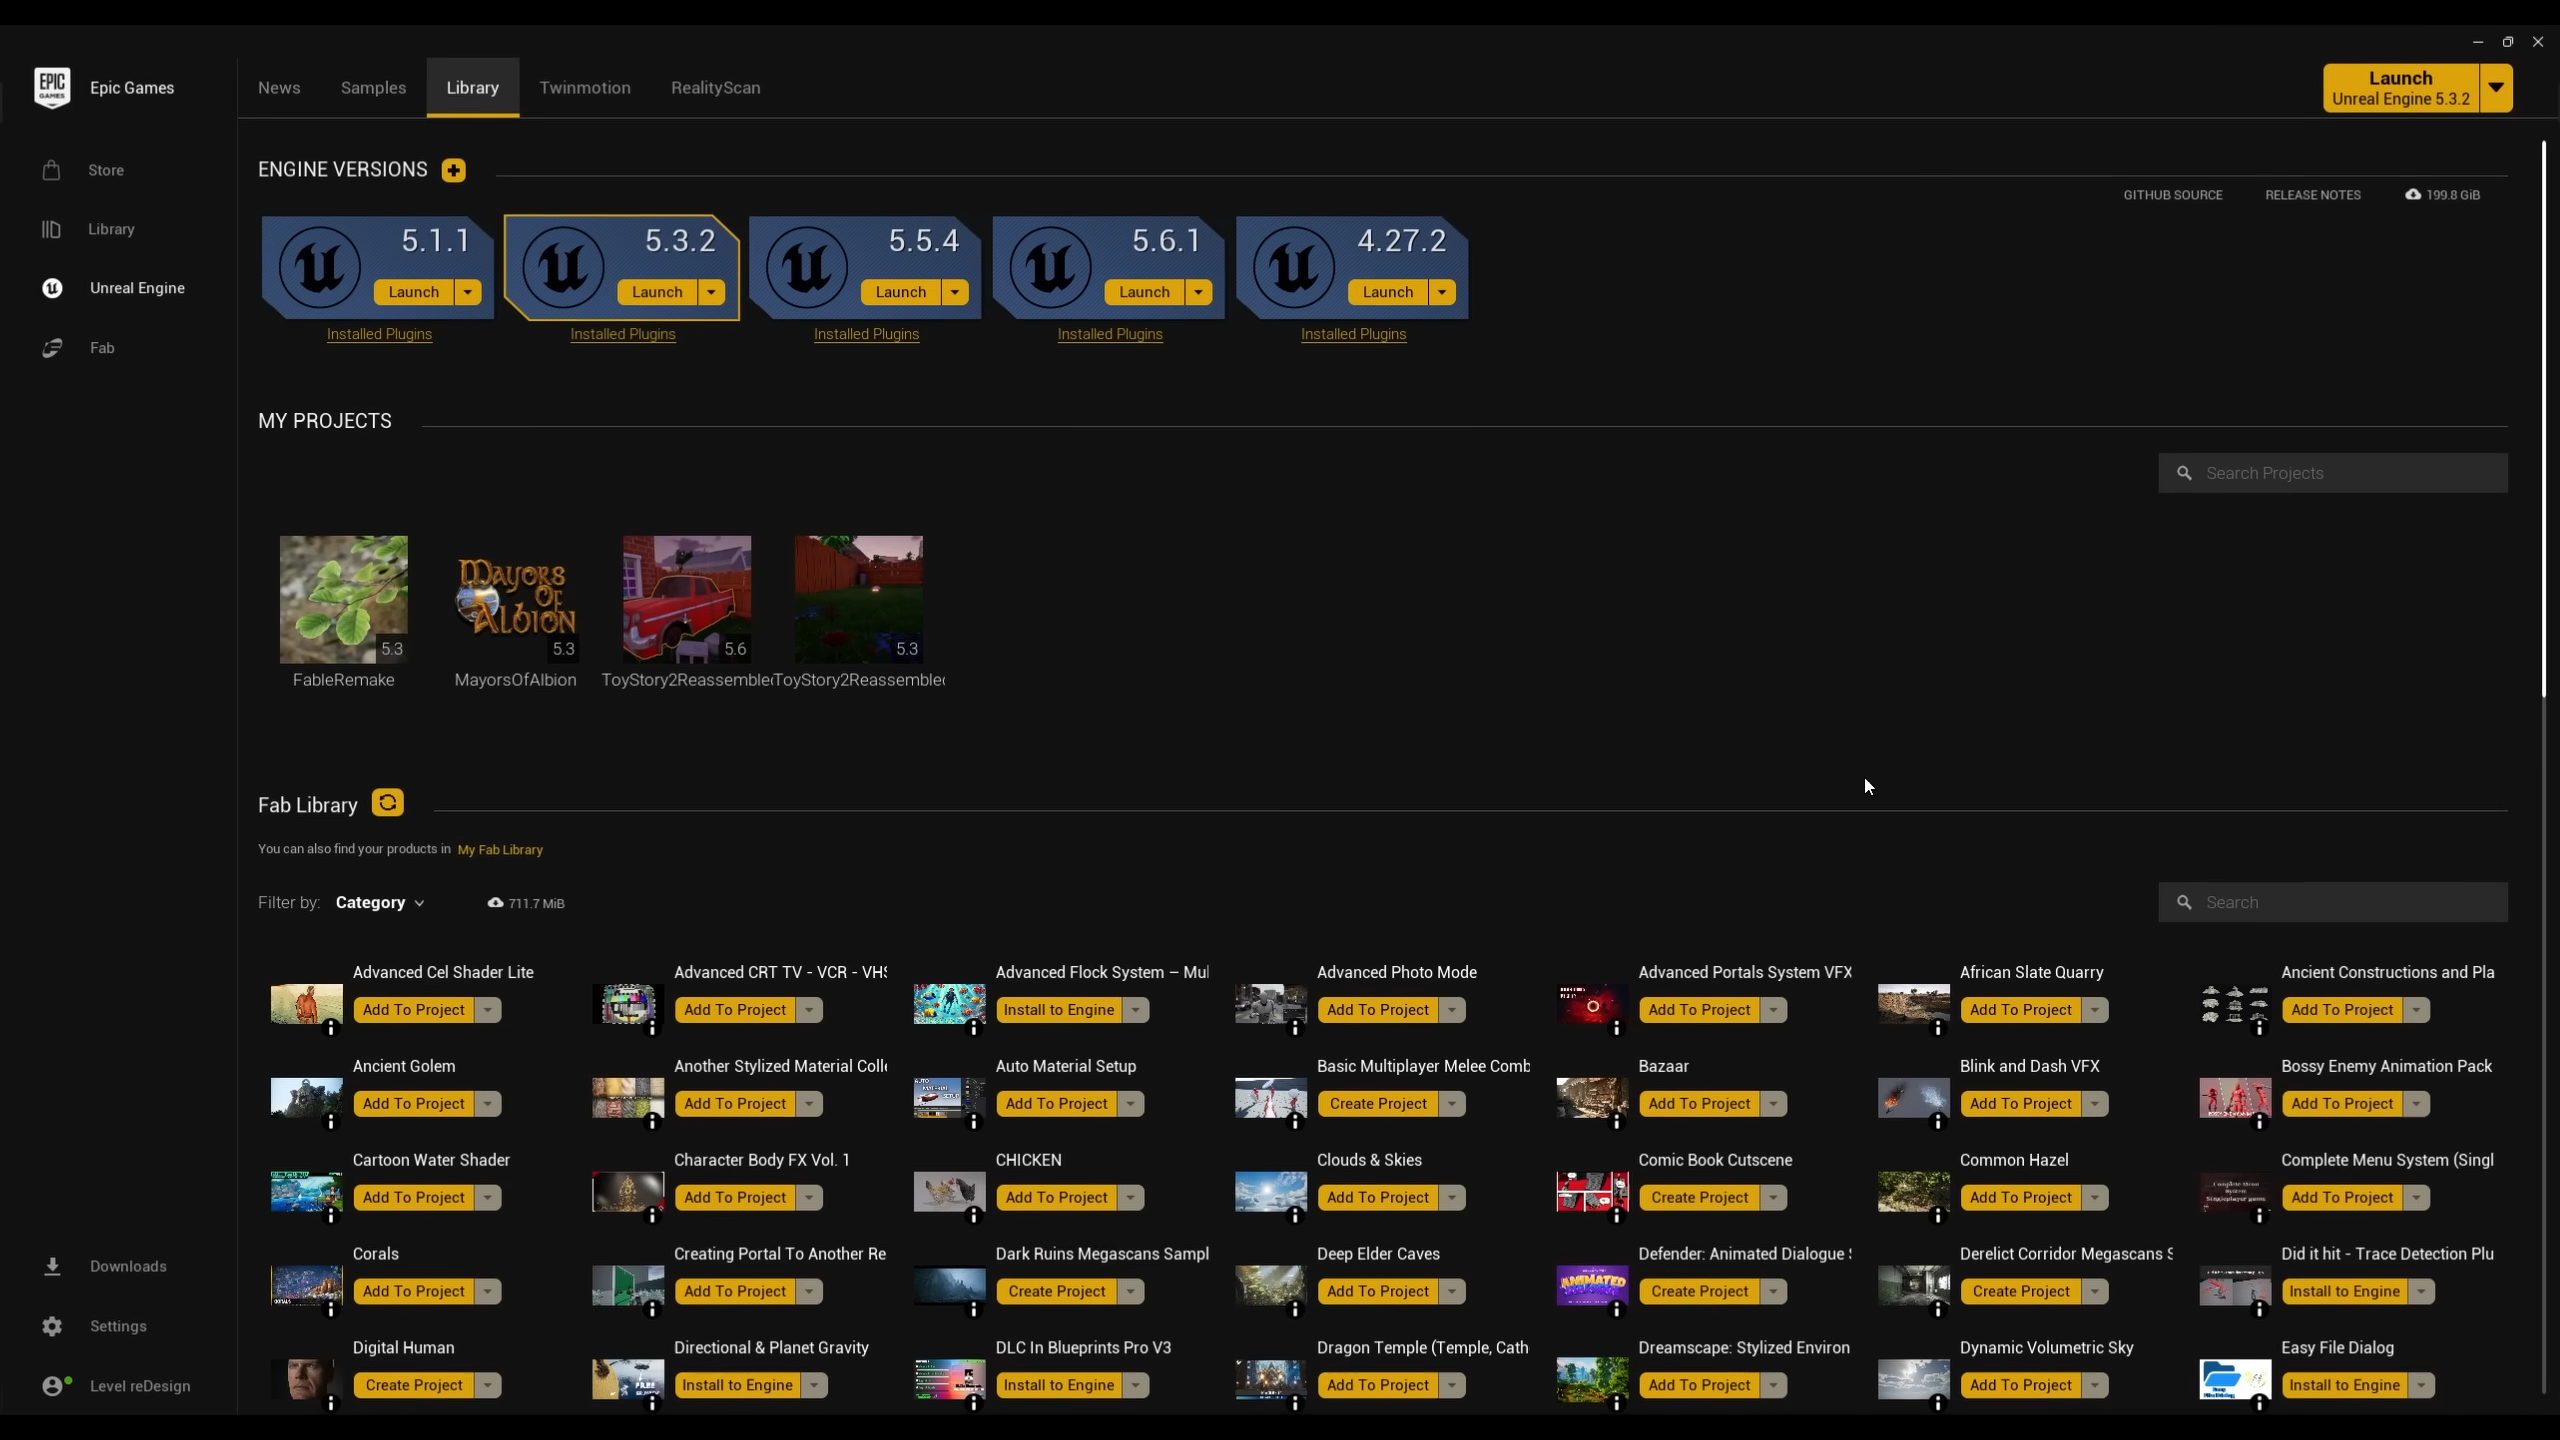 EPIC GAMES
Epic Games
News
Samples
Library
Twinmotion
RealityScan
Launch
Unreal Engine 5.3.2
Store
Library
Unreal Engine
Fab
ENGINE VERSIONS
GITHUB SOURCE
RELEASE NOTES
199.8 GiB
5.1.1
5.3.2
5.5.4
5.6.1
4.27.2
Launch
Launch
Launch
Launch
Launch
Installed Plugins
Installed Plugins
Installed Plugins
Installed Plugins
Installed Plugins
MY PROJECTS
Search Projects
MAYORS
OF
ALBION
5.3
5.3
5.6
5.3
FableRemake
MayorsOfAlbion
ToyStory2Reassemble
ToyStory2Reassemble
Fab Library
You can also find your products in My Fab Library
Filter by: Category
711.7 MiB
Search
Advanced Cel Shader Lite
Advanced CRT TV - VCR - VHS
Advanced Flock System – Mul
Advanced Photo Mode
Advanced Portals System VFX
African Slate Quarry
Ancient Constructions and Pla
Add To Project
Add To Project
Install to Engine
Add To Project
Add To Project
Add To Project
Add To Project
Ancient Golem
Another Stylized Material Coll
Auto Material Setup
Basic Multiplayer Melee Comb
Bazaar
Blink and Dash VFX
Bossy Enemy Animation Pack
Add To Project
Add To Project
Add To Project
Create Project
Add To Project
Add To Project
Add To Project
Cartoon Water Shader
Character Body FX Vol. 1
CHICKEN
Clouds & Skies
Comic Book Cutscene
Common Hazel
Complete Menu System (Singl
Add To Project
Add To Project
Add To Project
Add To Project
Create Project
Add To Project
Add To Project
Corals
Creating Portal To Another Re
Dark Ruins Megascans Sampl
Deep Elder Caves
Defender: Animated Dialogue
Derelict Corridor Megascans S
Did it hit - Trace Detection Plu
Add To Project
Add To Project
Create Project
Add To Project
Create Project
Create Project
Install to Engine
Digital Human
Directional & Planet Gravity
DLC In Blueprints Pro V3
Dragon Temple (Temple, Cath
Dreamscape: Stylized Environ
Dynamic Volumetric Sky
Easy File Dialog
Create Project
Install to Engine
Install to Engine
Add To Project
Add To Project
Add To Project
Install to Engine
Downloads
Settings
Level reDesign